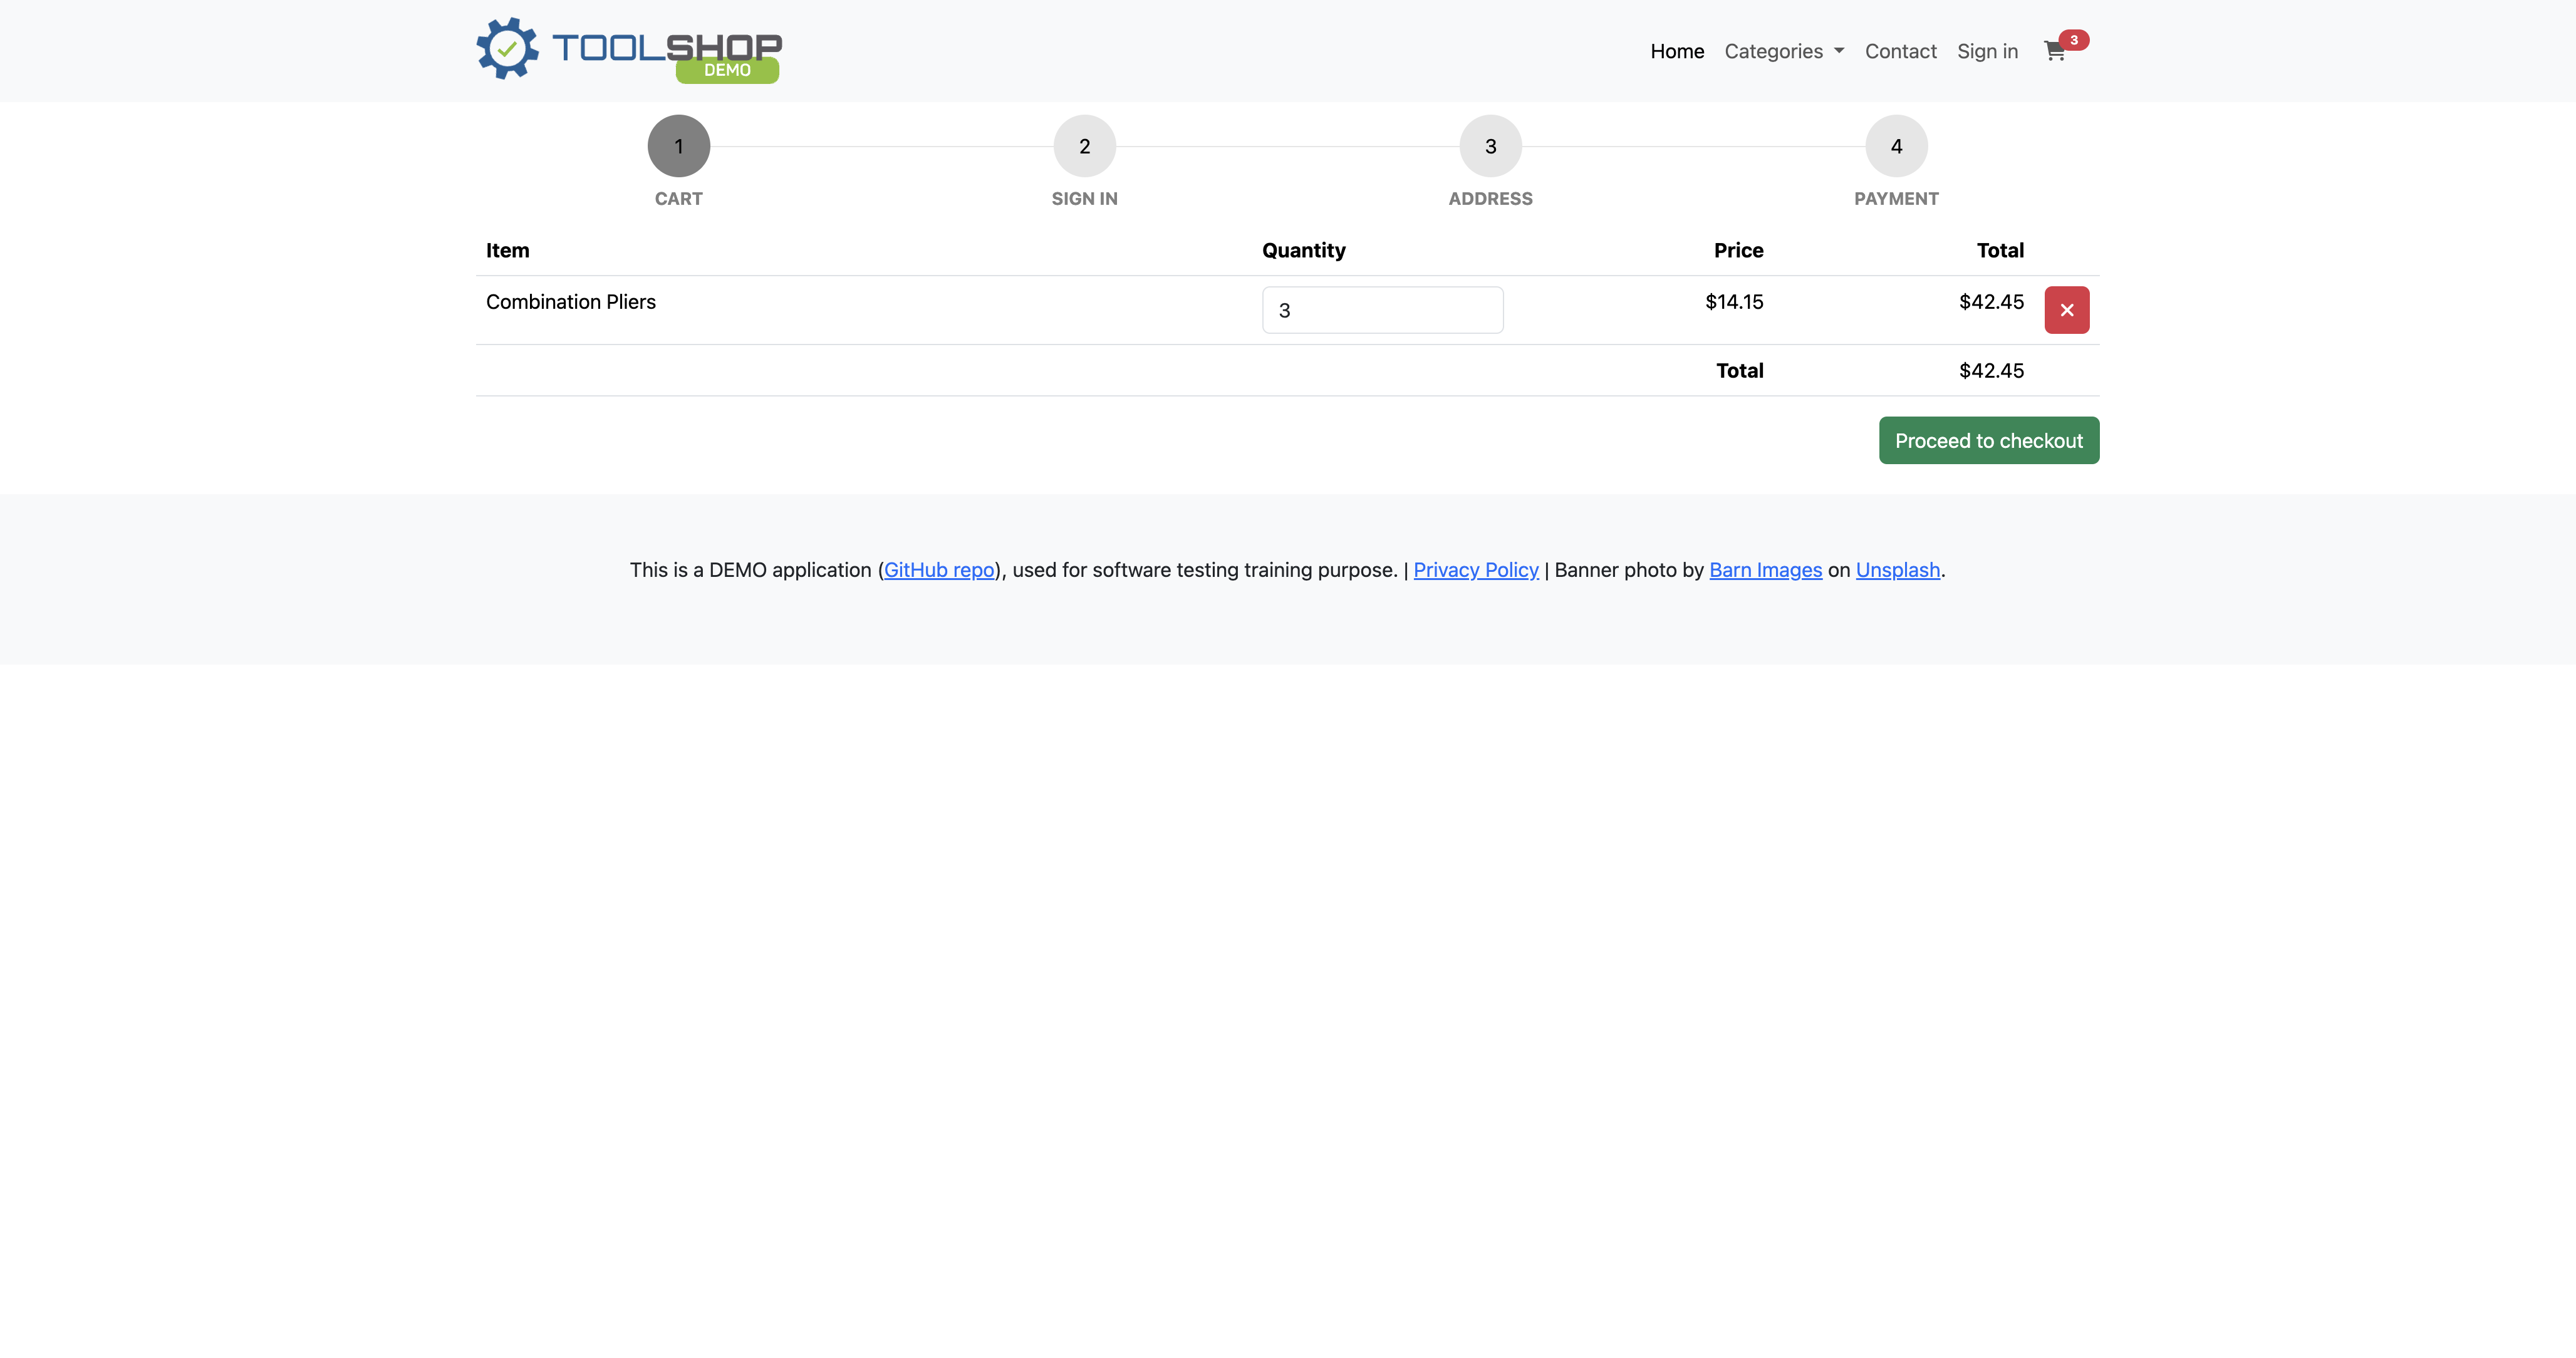 TOOLSHOP
DEMO
Home Categories Contact Sign in 3
1 2 3 4
CART SIGN IN ADDRESS PAYMENT
Item Quantity Price Total
Combination Pliers 3 $14.15 $42.45
Total $42.45
Proceed to checkout
This is a DEMO application (GitHub repo), used for software testing training purpose. | Privacy Policy | Banner photo by Barn Images on Unsplash.